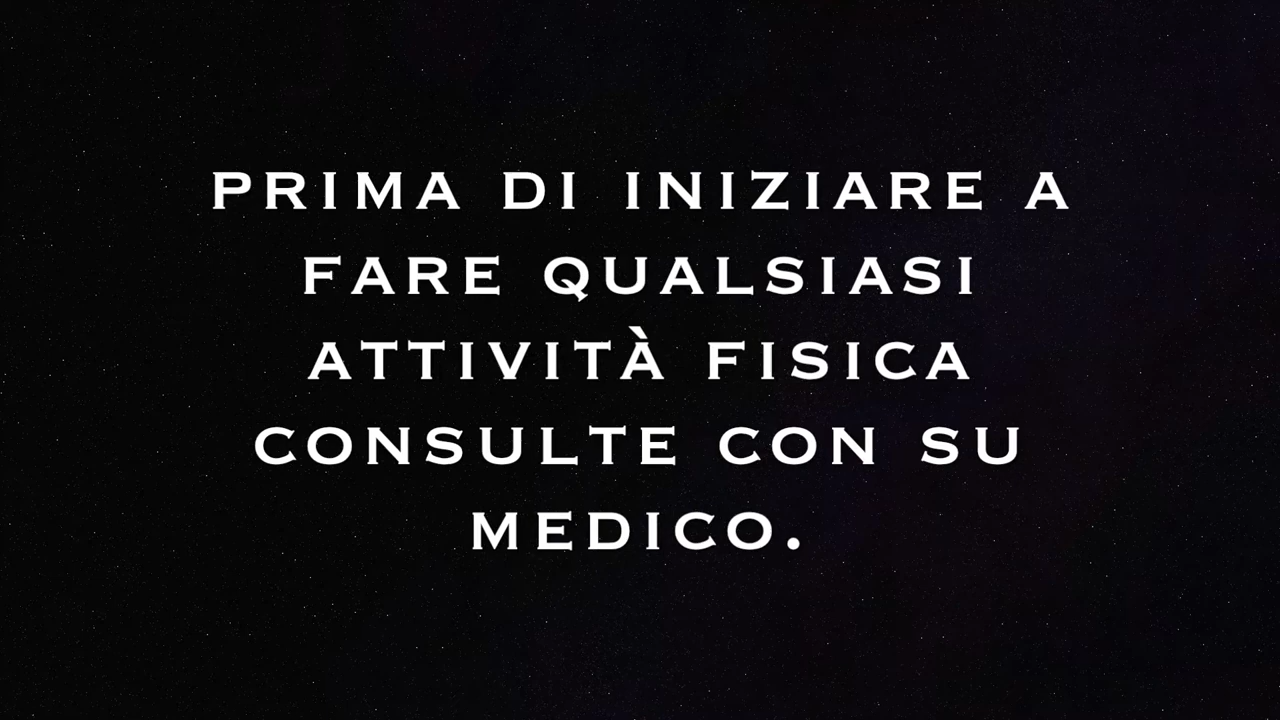 PRIMA DI INIZIARE A
FARE QUALSIASI
ATTIVITÀ FISICA
CONSULTE CON SU
MEDICO.